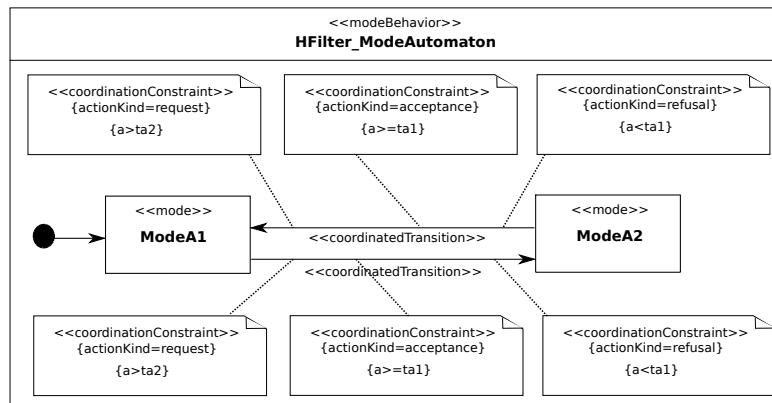 <<modeBehavior>>
HFilter_ModeAutomaton
<<coordinationConstraint>>
{actionKind=request}
{a>ta2}
<<coordinationConstraint>>
{actionKind=acceptance}
{a>=ta1}
<<coordinationConstraint>>
{actionKind=refusal}
{a<ta1}
<<mode>>
ModeA1
<<coordinatedTransition>>
<<coordinatedTransition>>
<<mode>>
ModeA2
<<coordinationConstraint>>
{actionKind=request}
{a>ta2}
<<coordinationConstraint>>
{actionKind=acceptance}
{a>=ta1}
<<coordinationConstraint>>
{actionKind=refusal}
{a<ta1}